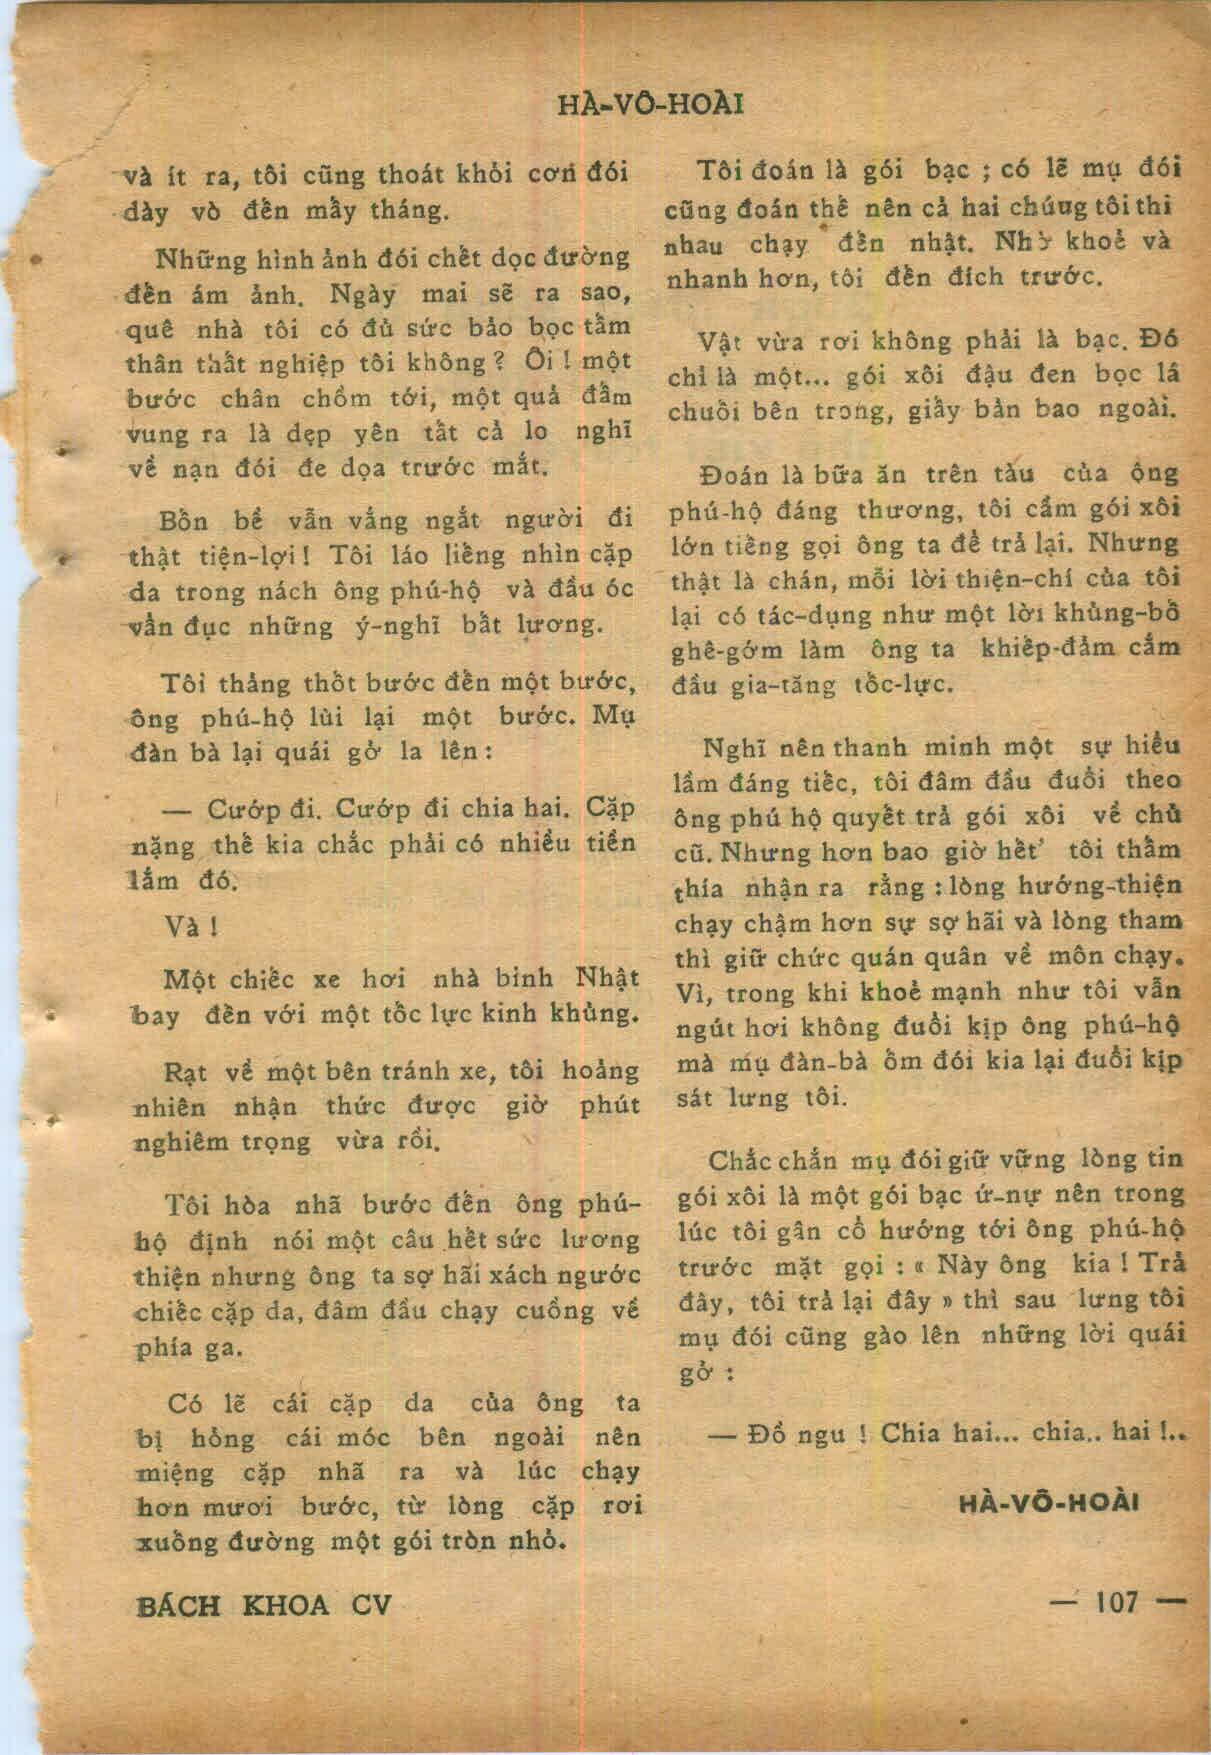 HÀ-VÔ-HOÀI
và ít ra, tôi cũng thoát khỏi cơn đói
dày vò đến mấy tháng.
Những hình ảnh đói chết dọc đường
đến ám ảnh. Ngày mai sẽ ra sao,
quê nhà tôi có đủ sức bảo bọc tấm
thân thất nghiệp tôi không? Ôi! một
bước chân chồm tới, một quả đấm
vung ra là dẹp yên tất cả lo nghĩ
về nạn đói đe dọa trước mắt.
Bốn bề vẫn vắng ngắt người đi
thật tiện-lợi! Tôi láo liếng nhìn cặp
da trong nách ông phú-hộ và đầu óc
vẩn đục những ý-nghĩ bất lương.
Tôi thảng thốt bước đến một bước,
ông phú-hộ lùi lại một bước. Mụ
đàn bà lại quái gở la lên:
— Cướp đi. Cướp đi chia hai. Cặp
nặng thế kia chắc phải có nhiều tiền
lắm đó.
Và!
Một chiếc xe hơi nhà binh Nhật
bay đến với một tốc lực kinh khủng.
Rạt về một bên tránh xe, tôi hoảng
nhiên nhận thức được giờ phút
nghiêm trọng vừa rồi.
Tôi hòa nhã bước đến ông phú-
hộ định nói một câu hết sức lương
thiện nhưng ông ta sợ hãi xách ngước
chiếc cặp da, đâm đầu chạy cuống về
phía ga.
Có lẽ cái cặp da của ông ta
bị hỏng cái móc bên ngoài nên
miệng cặp nhã ra và lúc chạy
hơn mươi bước, từ lòng cặp rơi
xuống đường một gói tròn nhỏ.
Tôi đoán là gói bạc; có lẽ mụ đói
cũng đoán thế nên cả hai chúng tôi thi
nhau chạy đến nhặt. Nhờ khoẻ và
nhanh hơn, tôi đến đích trước.
Vật vừa rơi không phải là bạc. Đó
chỉ là một... gói xôi đậu đen bọc lá
chuối bên trong, giấy bản bao ngoài.
Đoán là bữa ăn trên tàu của ộng
phú-hộ đáng thương, tôi cầm gói xôi
lớn tiếng gọi ông ta để trả lại. Nhưng
thật là chán, mỗi lời thiện-chí của tôi
lại có tác-dụng như một lời khủng-bố
ghê-gớm làm ông ta khiếp-đảm cắm
đầu gia-tăng tốc-lực.
Nghĩ nên thanh minh một sự hiểu
lầm đáng tiếc, tôi đâm đầu đuổi theo
ông phú hộ quyết trả gói xôi về chủ
cũ. Nhưng hơn bao giờ hết' tôi thấm
thía nhận ra rằng: lòng hướng-thiện
chạy chậm hơn sự sợ hãi và lòng tham
thì giữ chức quán quân về môn chạy.
Vì, trong khi khoẻ mạnh như tôi vẫn
ngút hơi không đuổi kịp ông phú-hộ
mà mụ đàn-bà ốm đói kia lại đuổi kịp
sát lưng tôi.
Chắc chắn mụ đói giữ vững lòng tin
gói xôi là một gói bạc ứ-nự nên trong
lúc tôi gân cổ hướng tới ông phú-hộ
trước mặt gọi: « Này ông kia! Trả
đây, tôi trả lại đây » thì sau lưng tôi
mụ đói cũng gào lên những lời quái
gở:
— Đồ ngu! Chia hai... chia.. hai!..
HÀ-VÔ-HOÀI
BÁCH KHOA CV
— 107 —